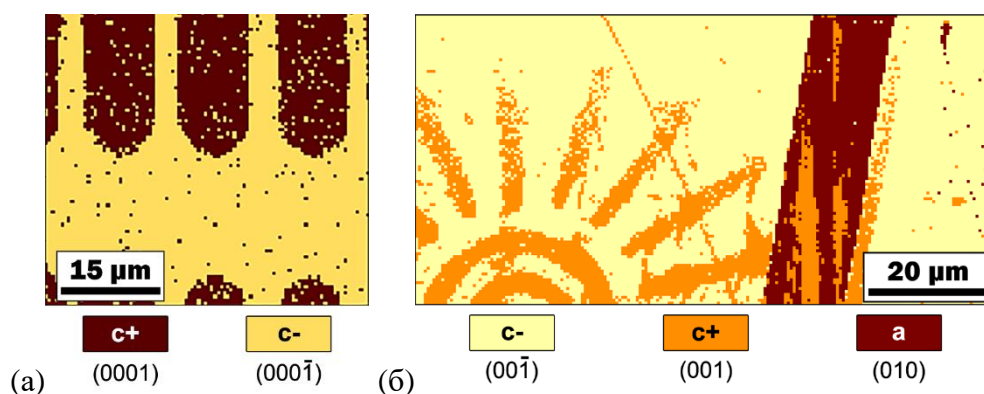 15 µm
20 µm
c+
c-
c-
c+
a
(а)
(0001)
(0001̄)
(б)
(001̄)
(001)
(010)